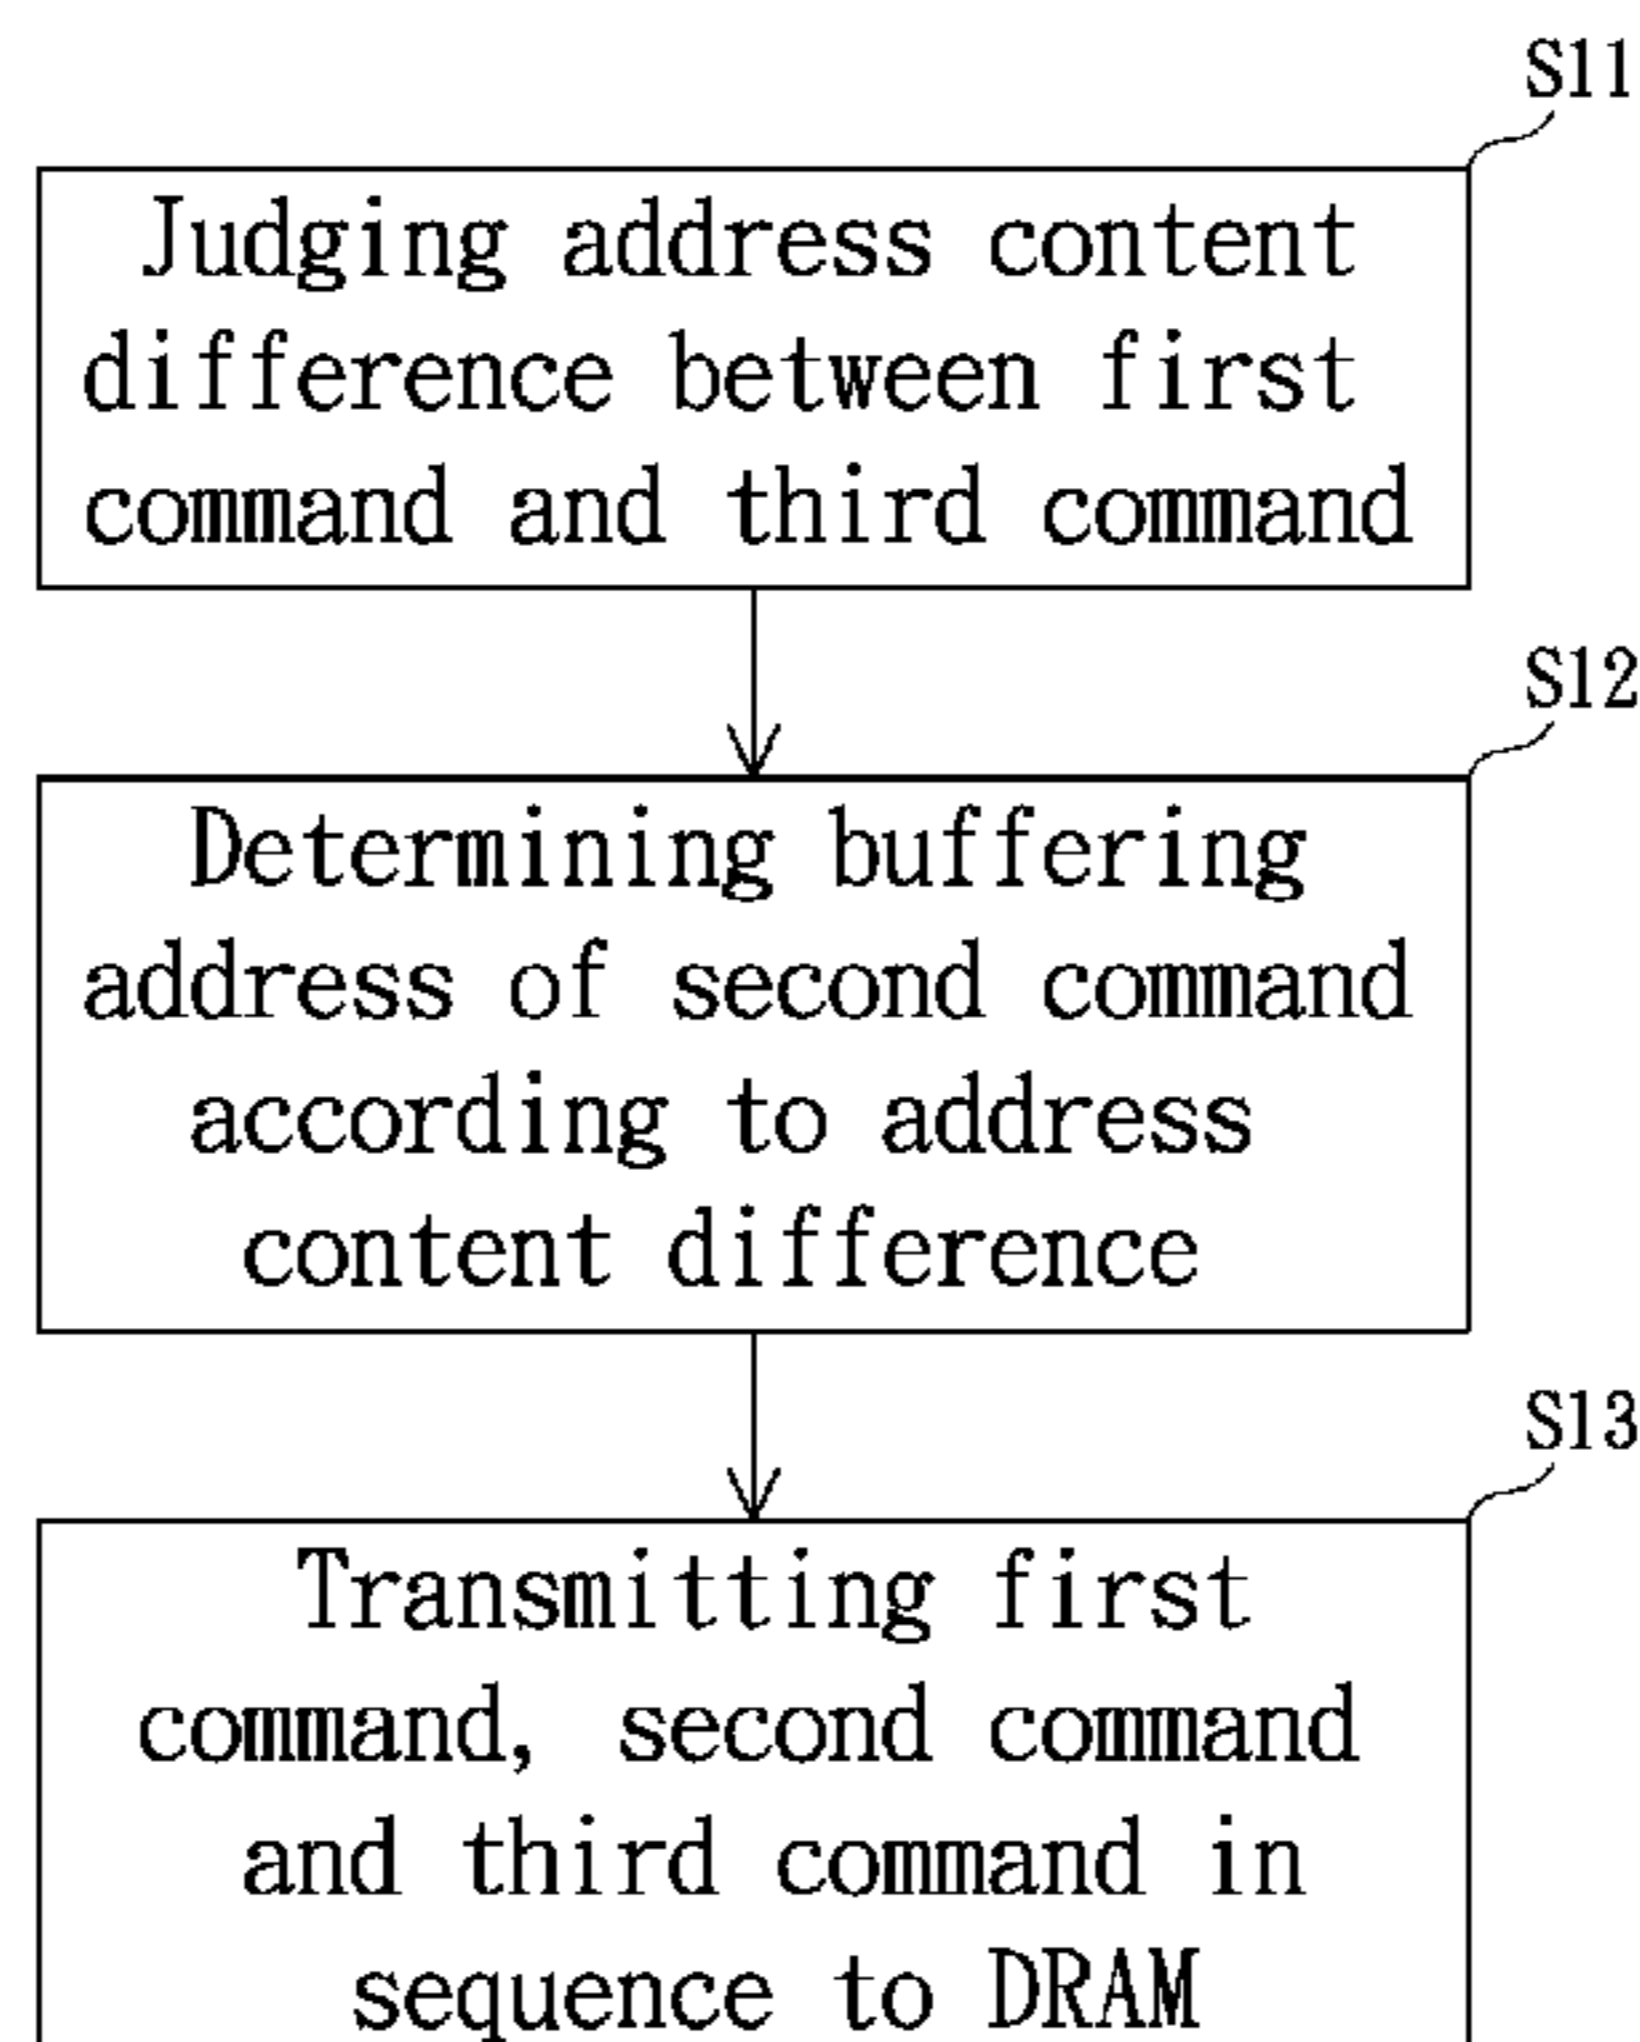 S11
Judging address content
difference between first
command and third command
S12
Determining buffering
address of second command
according to address
content difference
S13
Transmitting first
command, second command
and third command in
sequence to DRAM